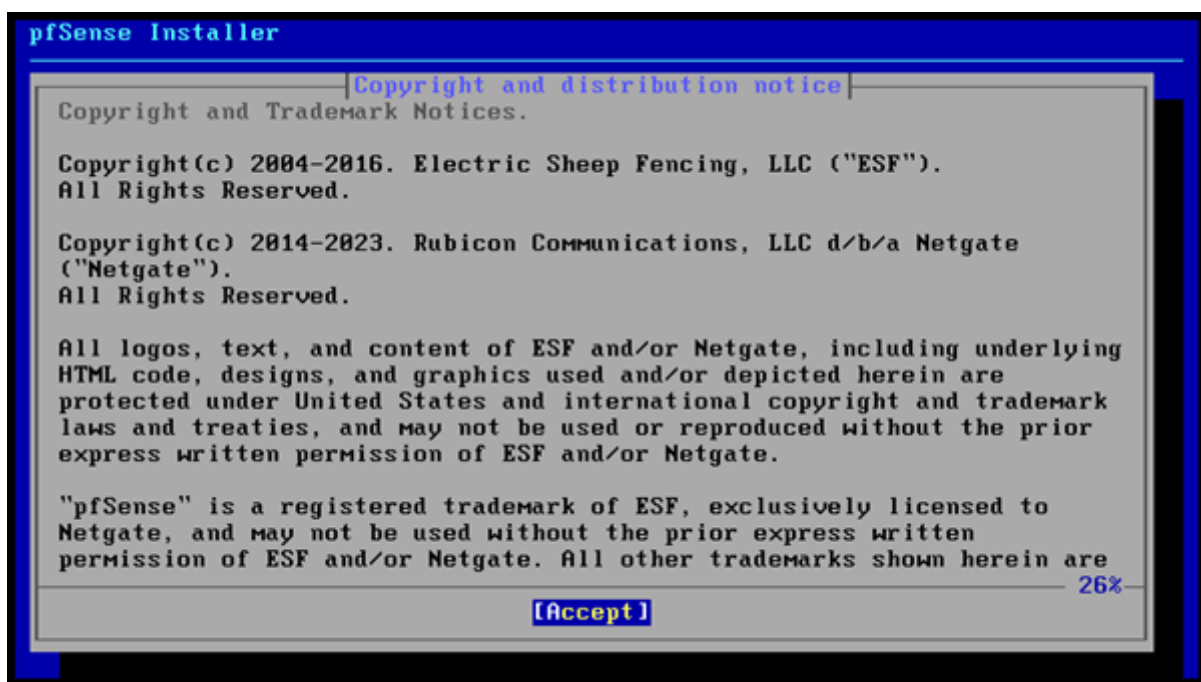 pfSense Installer
Copyright and distribution notice
Copyright and Trademark Notices.
Copyright(c) 2004-2016. Electric Sheep Fencing, LLC ("ESF").
All Rights Reserved.
Copyright(c) 2014-2023. Rubicon Communications, LLC d/b/a Netgate
("Netgate").
All Rights Reserved.
All logos, text, and content of ESF and/or Netgate, including underlying
HTML code, designs, and graphics used and/or depicted herein are
protected under United States and international copyright and trademark
laws and treaties, and may not be used or reproduced without the prior
express written permission of ESF and/or Netgate.
"pfSense" is a registered trademark of ESF, exclusively licensed to
Netgate, and may not be used without the prior express written
permission of ESF and/or Netgate. All other trademarks shown herein are
26%
[Accept]